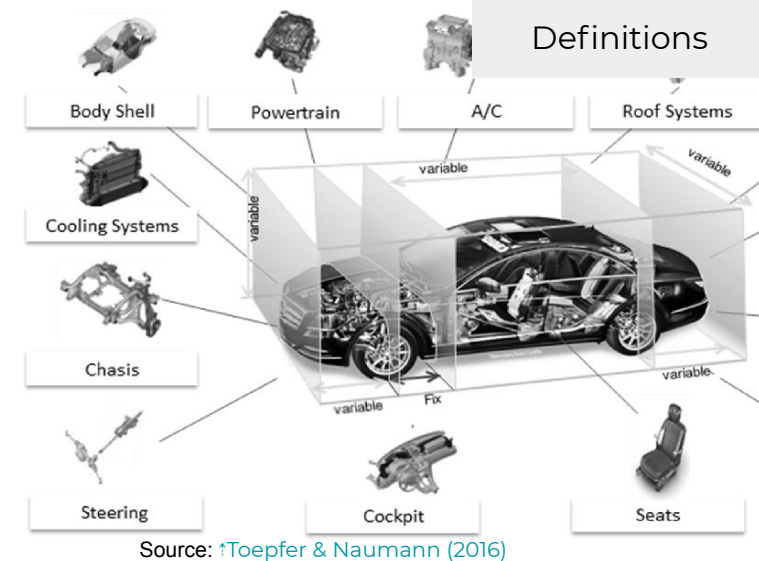 Definitions
Body Shell
Powertrain
A/C
Roof Systems
variable
variable
variable
Cooling Systems
Chasis
variable
Fix
variable
Steering
Cockpit
Seats
Source: ↑Toepfer & Naumann (2016)